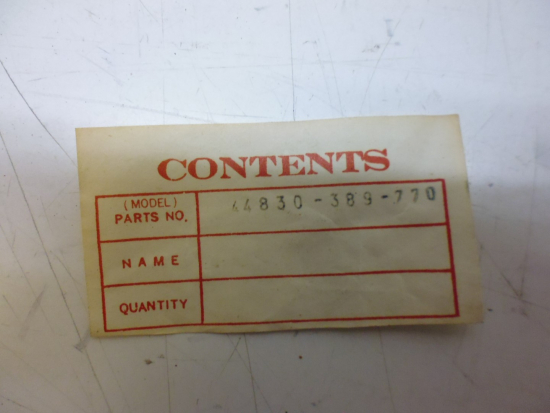 CONTENTS
(MODEL) 44830-389-770
PARTS NO.
NAME
QUANTITY